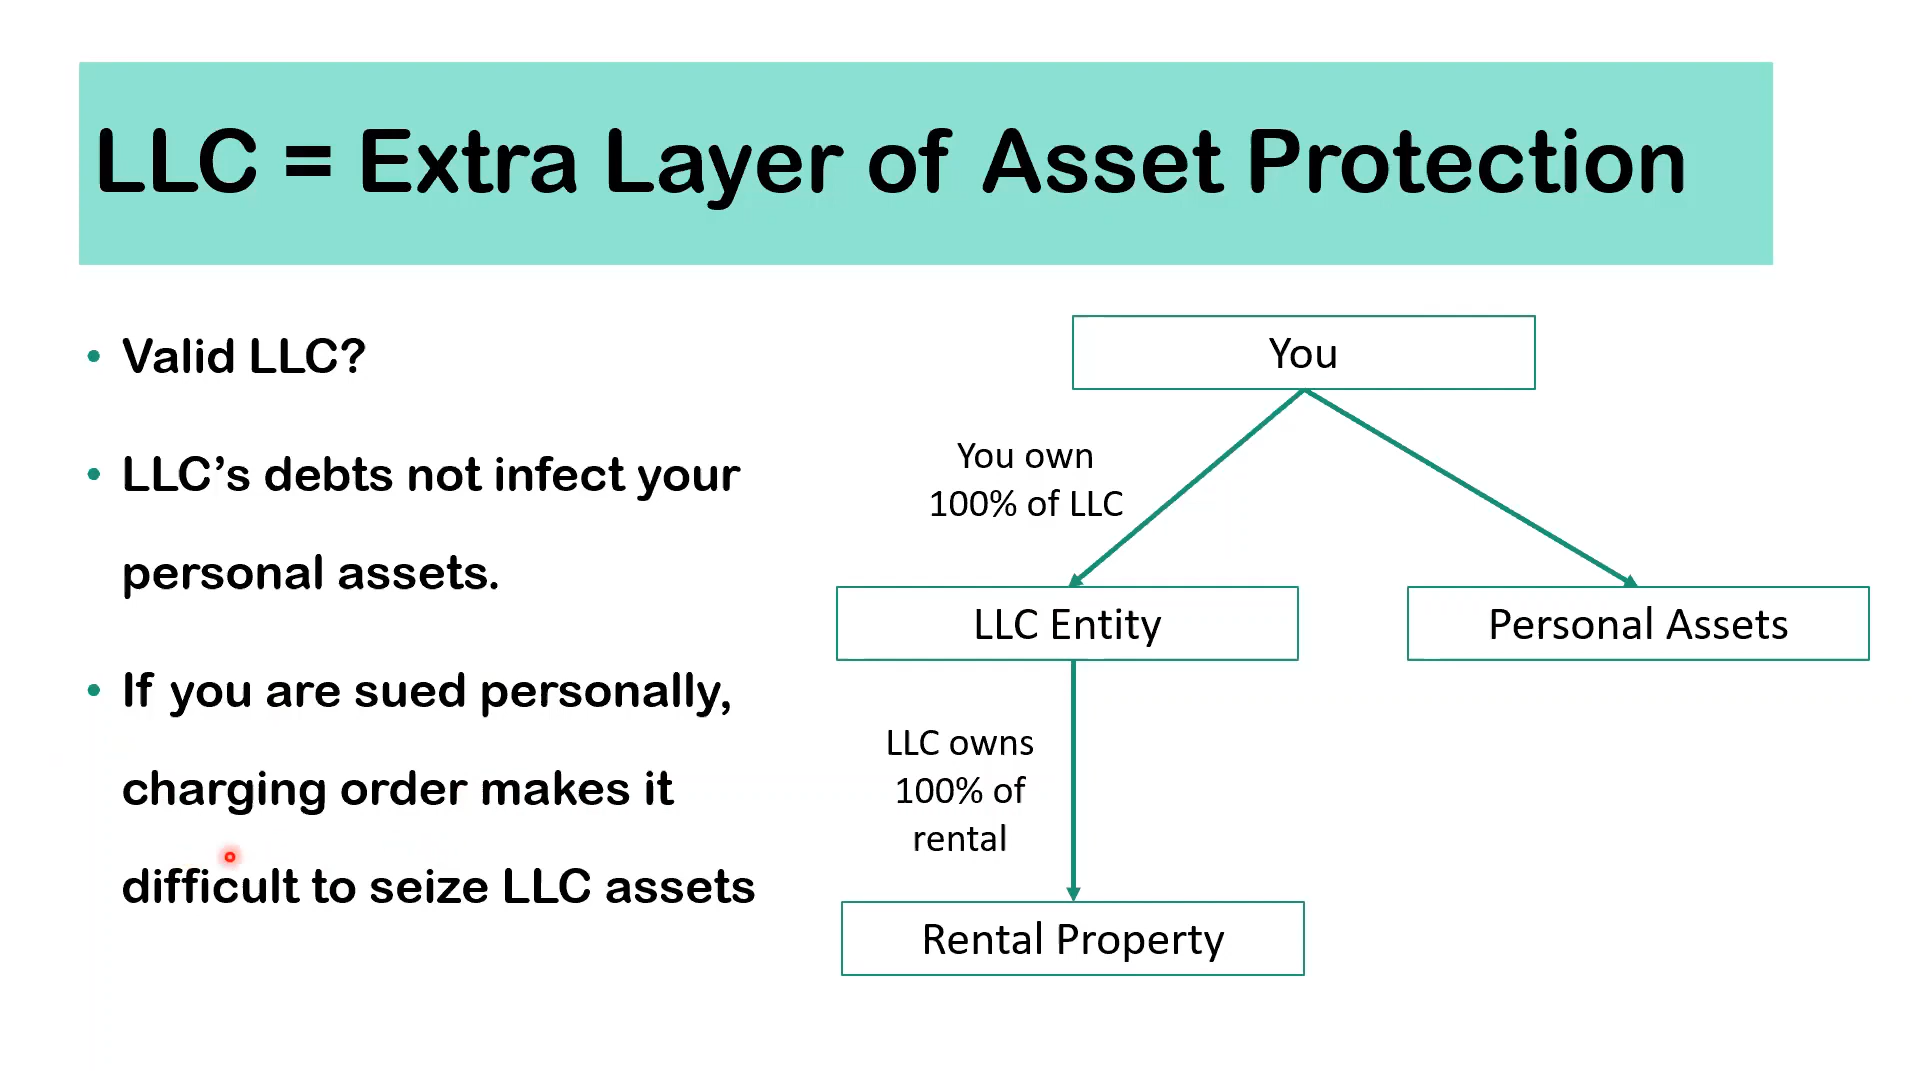 LLC = Extra Layer of Asset Protection
• Valid LLC?
• LLC’s debts not infect your
personal assets.
• If you are sued personally,
charging order makes it
difficult to seize LLC assets
You
You own
100% of LLC
LLC Entity
Personal Assets
LLC owns
100% of
rental
Rental Property